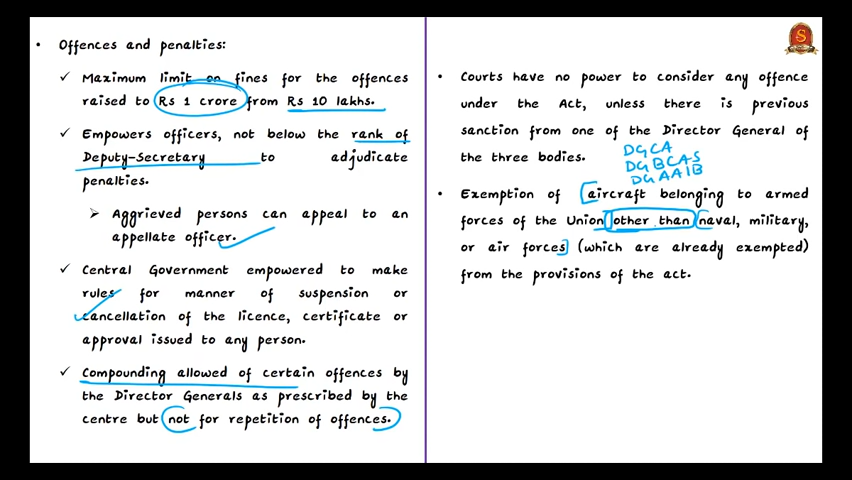 • Offences and penalties:
✓ Maximum limit on fines for the offences
raised to Rs 1 crore from Rs 10 lakhs.
✓ Empowers officers, not below the rank of
Deputy-Secretary to adjudicate
penalties.
➢ Aggrieved persons can appeal to an
appellate officer.
✓ Central Government empowered to make
rules for manner of suspension or
cancellation of the licence, certificate or
approval issued to any person.
✓ Compounding allowed of certain offences by
the Director Generals as prescribed by the
centre but not for repetition of offences.
S
• Courts have no power to consider any offence
under the Act, unless there is previous
sanction from one of the Director General of
the three bodies.
DGCA
DGBCAS
DGAAIB
• Exemption of [aircraft belonging to armed
forces of the Union other than [naval, military,
or air forces] (which are already exempted)
from the provisions of the act.